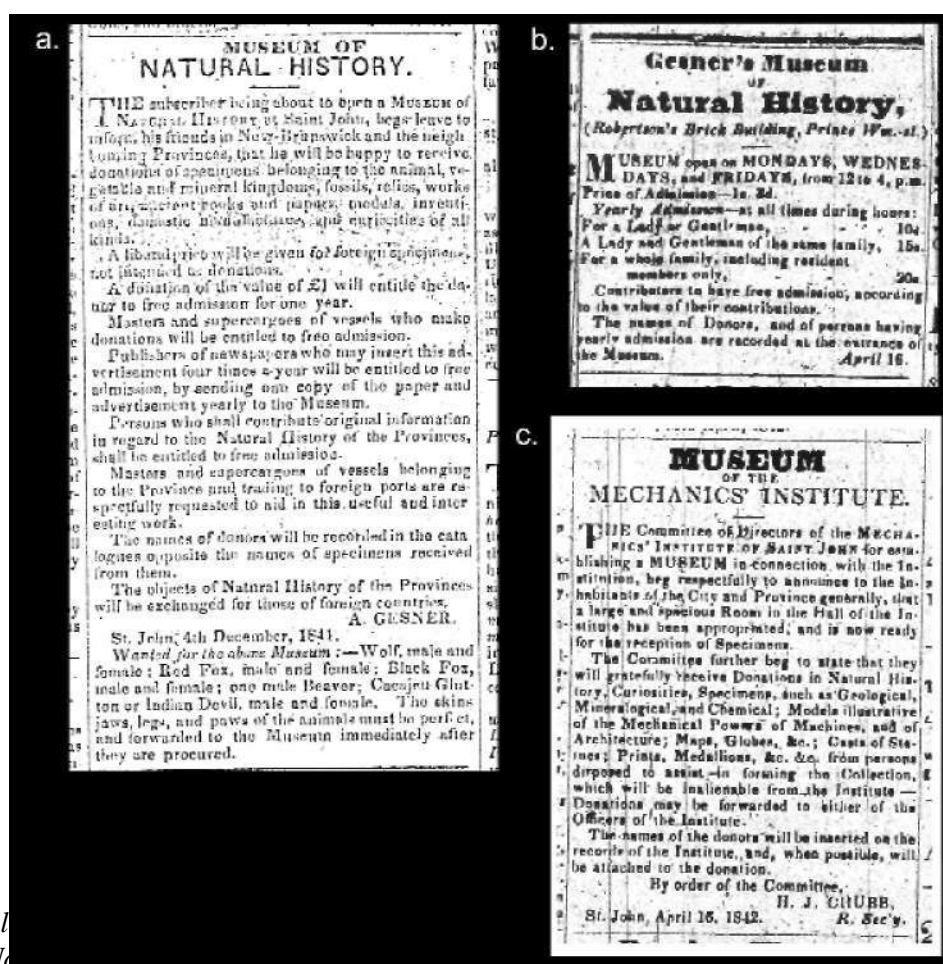 a.
MUSEUM OF
NATURAL HISTORY.
THE subscriber being about to open a MUSEUM of
NATURAL HISTORY at Saint John, begs leave to
inform, his friends in New-Brunswick and the neigh
bouring Provinces, that he will be happy to receive
donations of specimens belonging to the animal, ve-
getable and mineral kingdoms, fossils, relics, works
of art, ancient books and papers, models, inventi-
ons, domestic manufactures, and curiosities of all
kinds.
A liberal price will be given for foreign specimens,
not intended as donations.
A donation of the value of £1 will entitle the do-
nor to free admission for one year.
Masters and supercargoes of vessels who make
donations will be entitled to free admission.
Publishers of newspapers who may insert this ad-
vertisement four times a-year will be entitled to free
admission, by sending one copy of the paper and
advertisement yearly to the Museum.
Persons who shall contribute original information
in regard to the Natural History of the Provinces,
shall be entitled to free admission.
Masters and supercargoes of vessels belonging
to the Province and trading to foreign ports are re-
spectfully requested to aid in this useful and inter
esting work.
The names of donors will be recorded in the cata
logues opposite the names of specimens received
from them.
The objects of Natural History of the Provinces
will be exchanged for those of foreign countries.
A. GESNER.
St. John, 4th December, 1841.
Wanted for the above Museum :—Wolf, male and
female ; Red Fox, male and female ; Black Fox,
male and female ; one male Beaver; Glut-
ton or Indian Devil, male and female. The skins
jaws, legs, and paws of the animals must be perfect,
and forwarded to the Museum immediately after
they are procured.
b.
Gesner's Museum
OF
Natural History,
(Robertson's Brick Building, Prince Wm.-st.)
MUSEUM open on MONDAYS, WEDNES-
DAYS, and FRIDAYS, from 12 to 4, p.m.
Price of Admission—1s. 3d.
Yearly Admission—at all times during hours:
For a Lady or Gentleman, 10s.
A Lady and Gentleman of the same family, 15s.
For a whole family, including resident
members only, 20s.
Contributors to have free admission, according
to the value of their contributions.
The names of Donors, and of persons having
yearly admission are recorded at the entrance of
the Museum. April 16.
c.
MUSEUM
OF THE
MECHANICS' INSTITUTE.
THE Committee of Directors of the MECHA-
NICS' INSTITUTE OF SAINT JOHN for esta-
blishing a MUSEUM in connection with the In-
stitution, beg respectfully to announce to the In-
habitants of the City and Province generally, that
a large and spacious Room in the Hall of the In-
stitute has been appropriated, and is now ready
for the reception of Specimens.
The Committee further beg to state that they
will gratefully receive Donations in Natural His-
tory, Curiosities, Specimens, such as Geological,
Mineralogical, and Chemical ; Models illustrative
of the Mechanical Powers of Machines, and of
Architecture ; Maps, Globes, &c. ; Casts of Sta-
tues ; Prints, Medallions, &c. &c. from persons
disposed to assist in forming the Collection,
which will be inalienable from the Institute —
Donations may be forwarded to either of the
Officers of the Institute.
The names of the donors will be inserted on the
records of the Institute, and, when possible, will
be attached to the donation.
By order of the Committee,
H. J. CHUBB,
St. John, April 15, 1842. R. Sec'y.